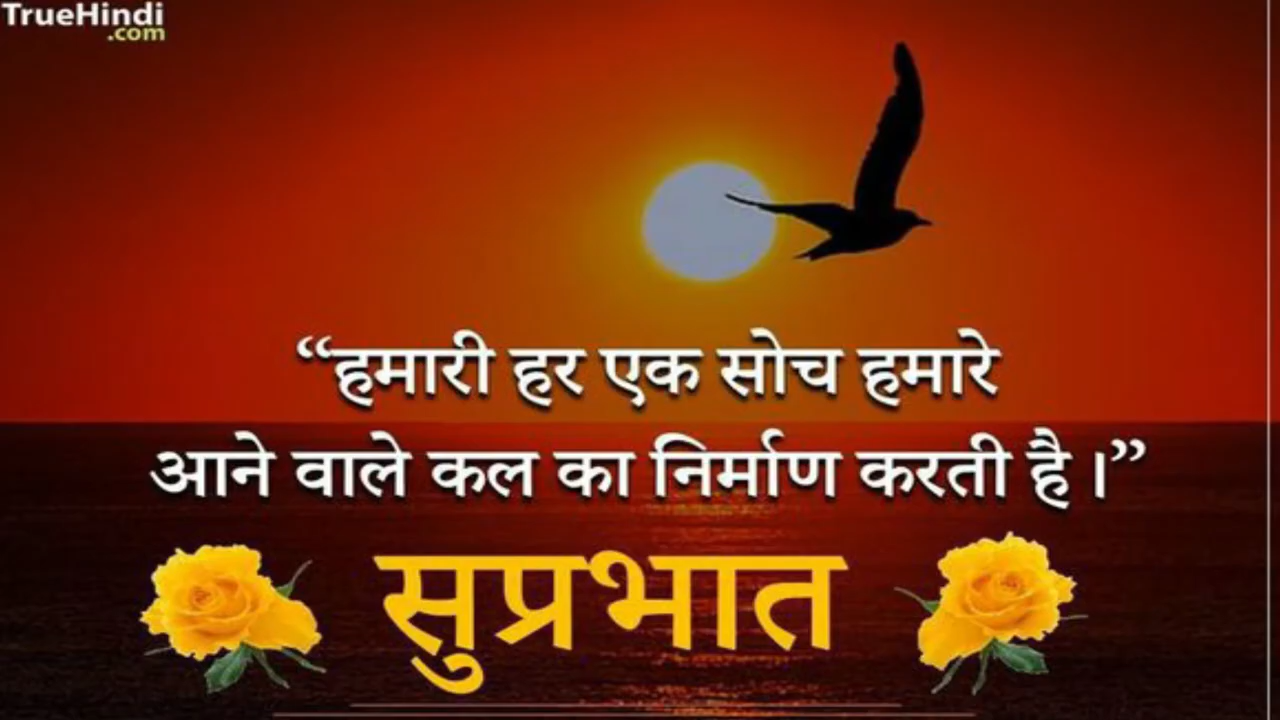 TrueHindi
.com
“हमारी हर एक सोच हमारे
आने वाले कल का निर्माण करती है ।”
सुप्रभात